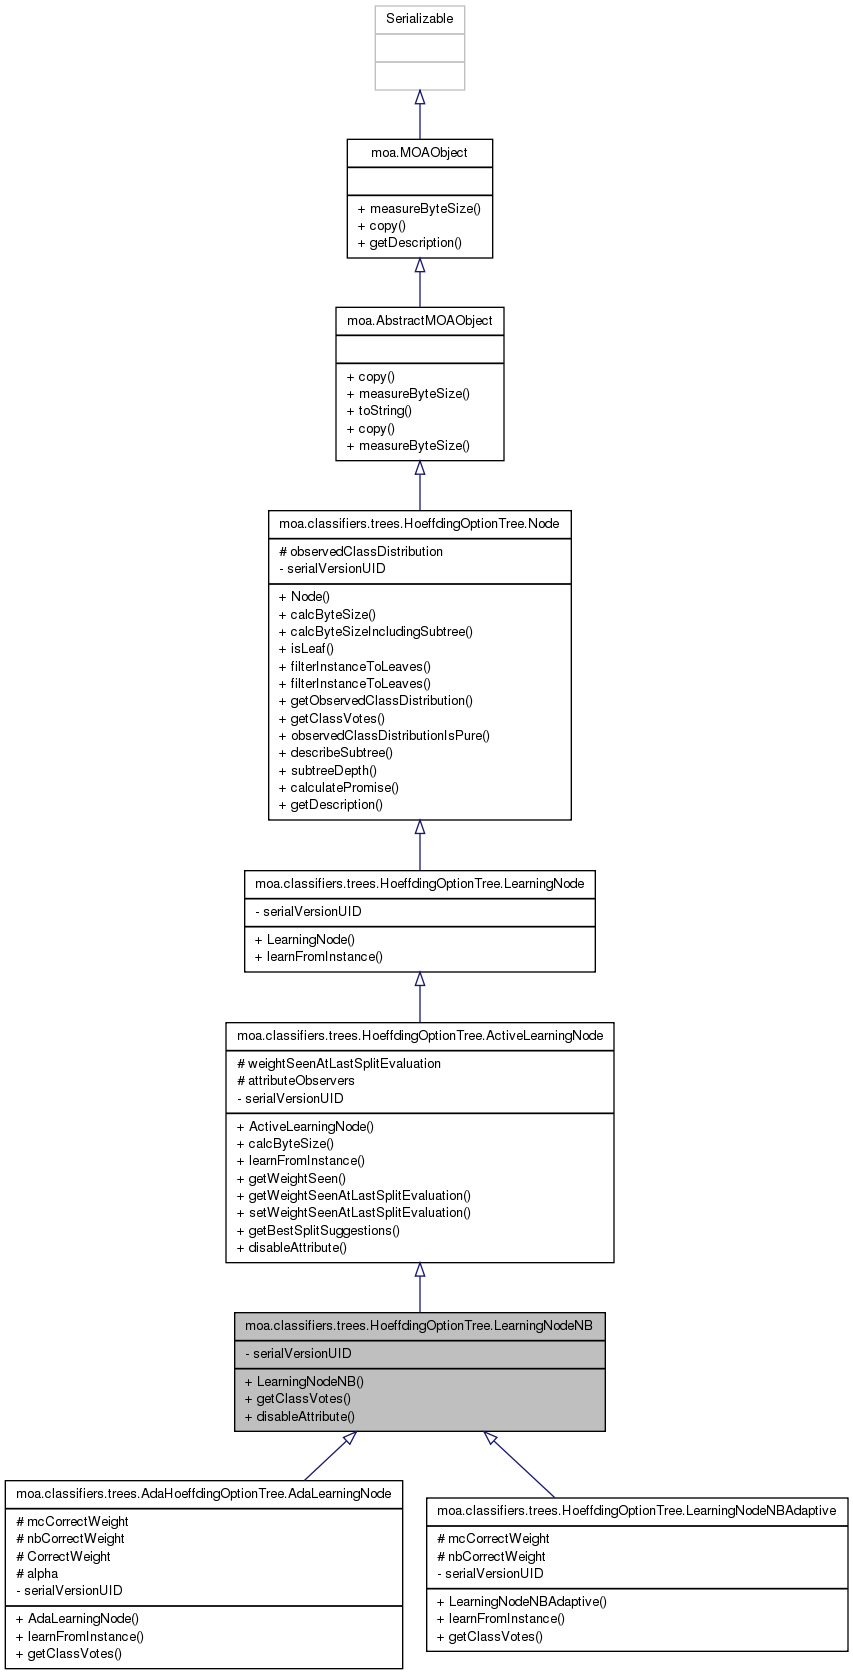 Serializable
moa.MOAObject
+ measureByteSize()
+ copy()
+ getDescription()
moa.AbstractMOAObject
+ copy()
+ measureByteSize()
+ toString()
+ copy()
+ measureByteSize()
moa.classifiers.trees.HoeffdingOptionTree.Node
# observedClassDistribution
- serialVersionUID
+ Node()
+ calcByteSize()
+ calcByteSizeIncludingSubtree()
+ isLeaf()
+ filterInstanceToLeaves()
+ filterInstanceToLeaves()
+ getObservedClassDistribution()
+ getClassVotes()
+ observedClassDistributionIsPure()
+ describeSubtree()
+ subtreeDepth()
+ calculatePromise()
+ getDescription()
moa.classifiers.trees.HoeffdingOptionTree.LearningNode
- serialVersionUID
+ LearningNode()
+ learnFromInstance()
moa.classifiers.trees.HoeffdingOptionTree.ActiveLearningNode
# weightSeenAtLastSplitEvaluation
# attributeObservers
- serialVersionUID
+ ActiveLearningNode()
+ calcByteSize()
+ learnFromInstance()
+ getWeightSeen()
+ getWeightSeenAtLastSplitEvaluation()
+ setWeightSeenAtLastSplitEvaluation()
+ getBestSplitSuggestions()
+ disableAttribute()
moa.classifiers.trees.HoeffdingOptionTree.LearningNodeNB
- serialVersionUID
+ LearningNodeNB()
+ getClassVotes()
+ disableAttribute()
moa.classifiers.trees.AdaHoeffdingOptionTree.AdaLearningNode
# mcCorrectWeight
# nbCorrectWeight
# CorrectWeight
# alpha
- serialVersionUID
+ AdaLearningNode()
+ learnFromInstance()
+ getClassVotes()
moa.classifiers.trees.HoeffdingOptionTree.LearningNodeNBAdaptive
# mcCorrectWeight
# nbCorrectWeight
- serialVersionUID
+ LearningNodeNBAdaptive()
+ learnFromInstance()
+ getClassVotes()